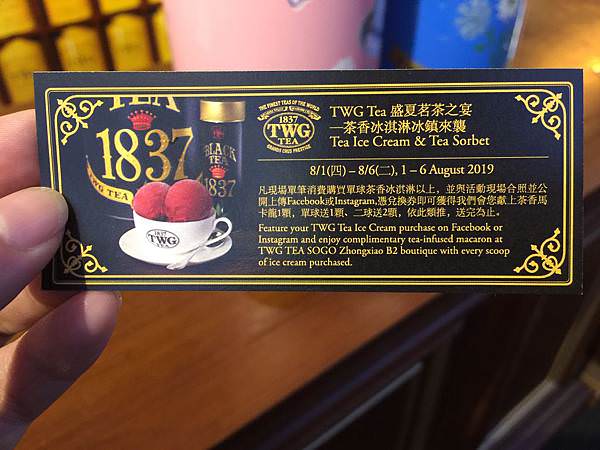 TEA
1837
TWG TEA
BLACK
TEA
1837
TWG
THE FINEST TEAS OF THE WORLD
1837
TWG
TEA
GRANDS CRUS PRESTIGE
TWG Tea 盛夏茗茶之宴
—茶香冰淇淋冰鎮來襲
Tea Ice Cream & Tea Sorbet
8/1(四) – 8/6(二), 1 – 6 August 2019
凡現場單筆消費購買單球茶香冰淇淋以上，並與活動現場合照並公
開上傳Facebook或Instagram,憑兌換券即可獲得我們會您獻上茶香馬
卡龍1顆，單球送1顆、二球送2顆，依此類推，送完為止。
Feature your TWG Tea Ice Cream purchase on Facebook or
Instagram and enjoy complimentary tea-infused macaron at
TWG TEA SOGO Zhongxiao B2 boutique with every scoop
of ice cream purchased.